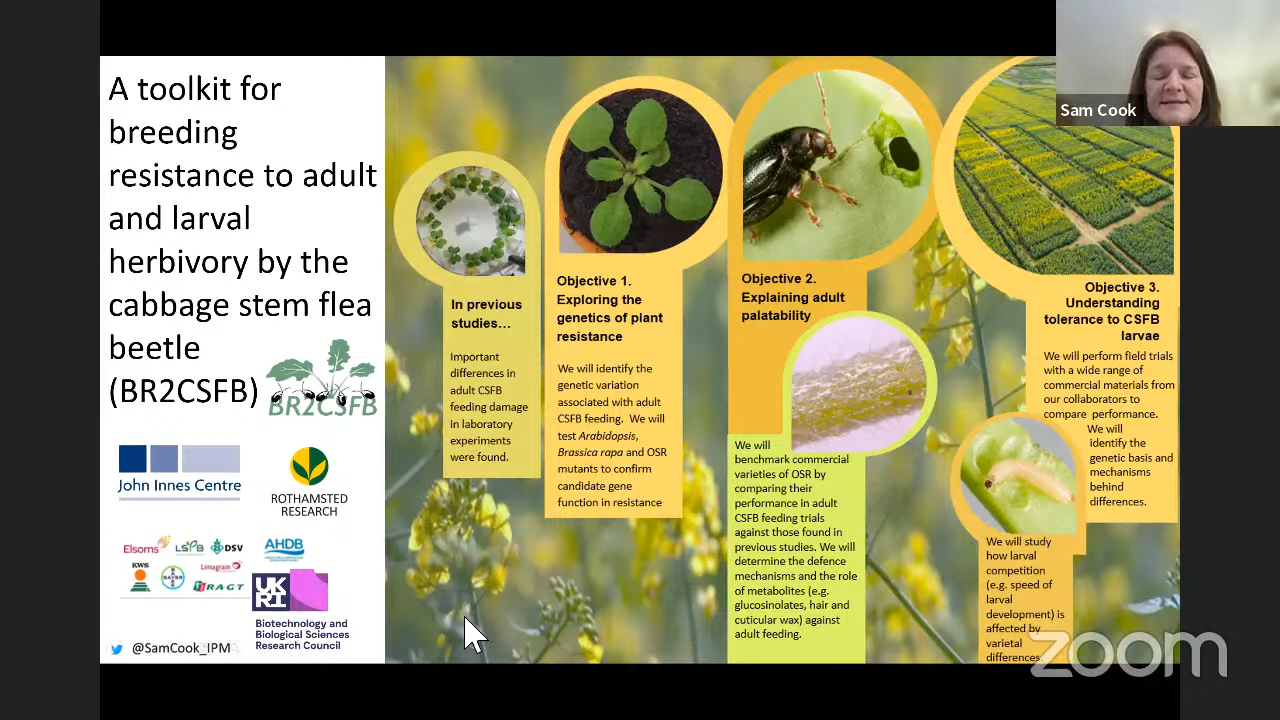 A toolkit for
breeding
resistance to adult
and larval
herbivory by the
cabbage stem flea
beetle
(BR2CSFB)
BR2CSFB
John Innes Centre
ROTHAMSTED
RESEARCH
Elsoms
LSPB
DSV
AHDB
KWS
BAYER
Limagrain
RAGT
UK
RI
Biotechnology and
Biological Sciences
Research Council
@SamCook_IPM
In previous
studies…
Important
differences in
adult CSFB
feeding damage
in laboratory
experiments
were found.
Objective 1.
Exploring the
genetics of plant
resistance
We will identify the
genetic variation
associated with adult
CSFB feeding. We will
test Arabidopsis,
Brassica rapa and OSR
mutants to confirm
candidate gene
function in resistance
Objective 2.
Explaining adult
palatability
We will
benchmark commercial
varieties of OSR by
comparing their
performance in adult
CSFB feeding trials
against those found in
previous studies. We will
determine the defence
mechanisms and the role
of metabolites (e.g.
glucosinolates, hair and
cuticular wax) against
adult feeding.
Objective 3.
Understanding
tolerance to CSFB
larvae
We will perform field trials
with a wide range of
commercial materials from
our collaborators to
compare performance.
We will
identify the
genetic basis and
mechanisms
behind
differences.
We will study
how larval
competition
(e.g. speed of
larval
development) is
affected by
varietal
differences.
Sam Cook
zoom